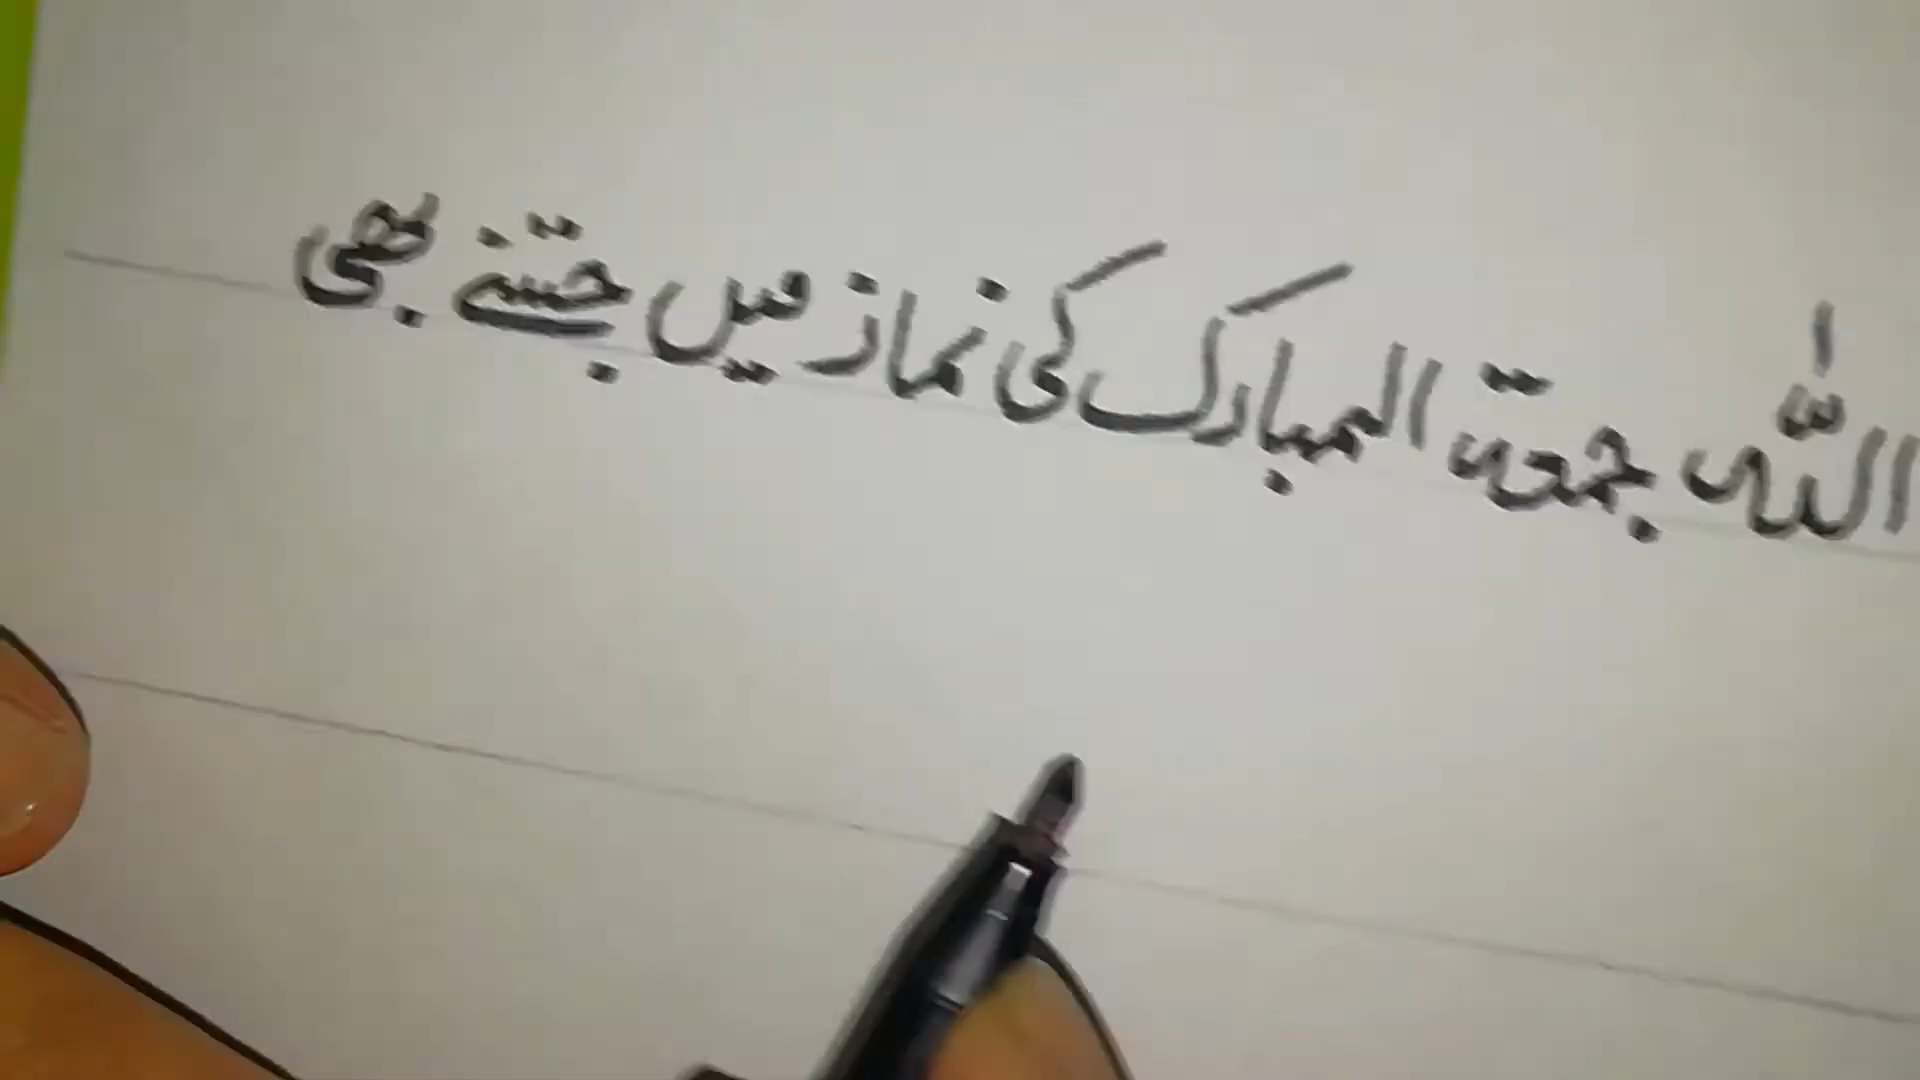 اللہ جمعۃ المبارک کی نماز میں جتنے بھی